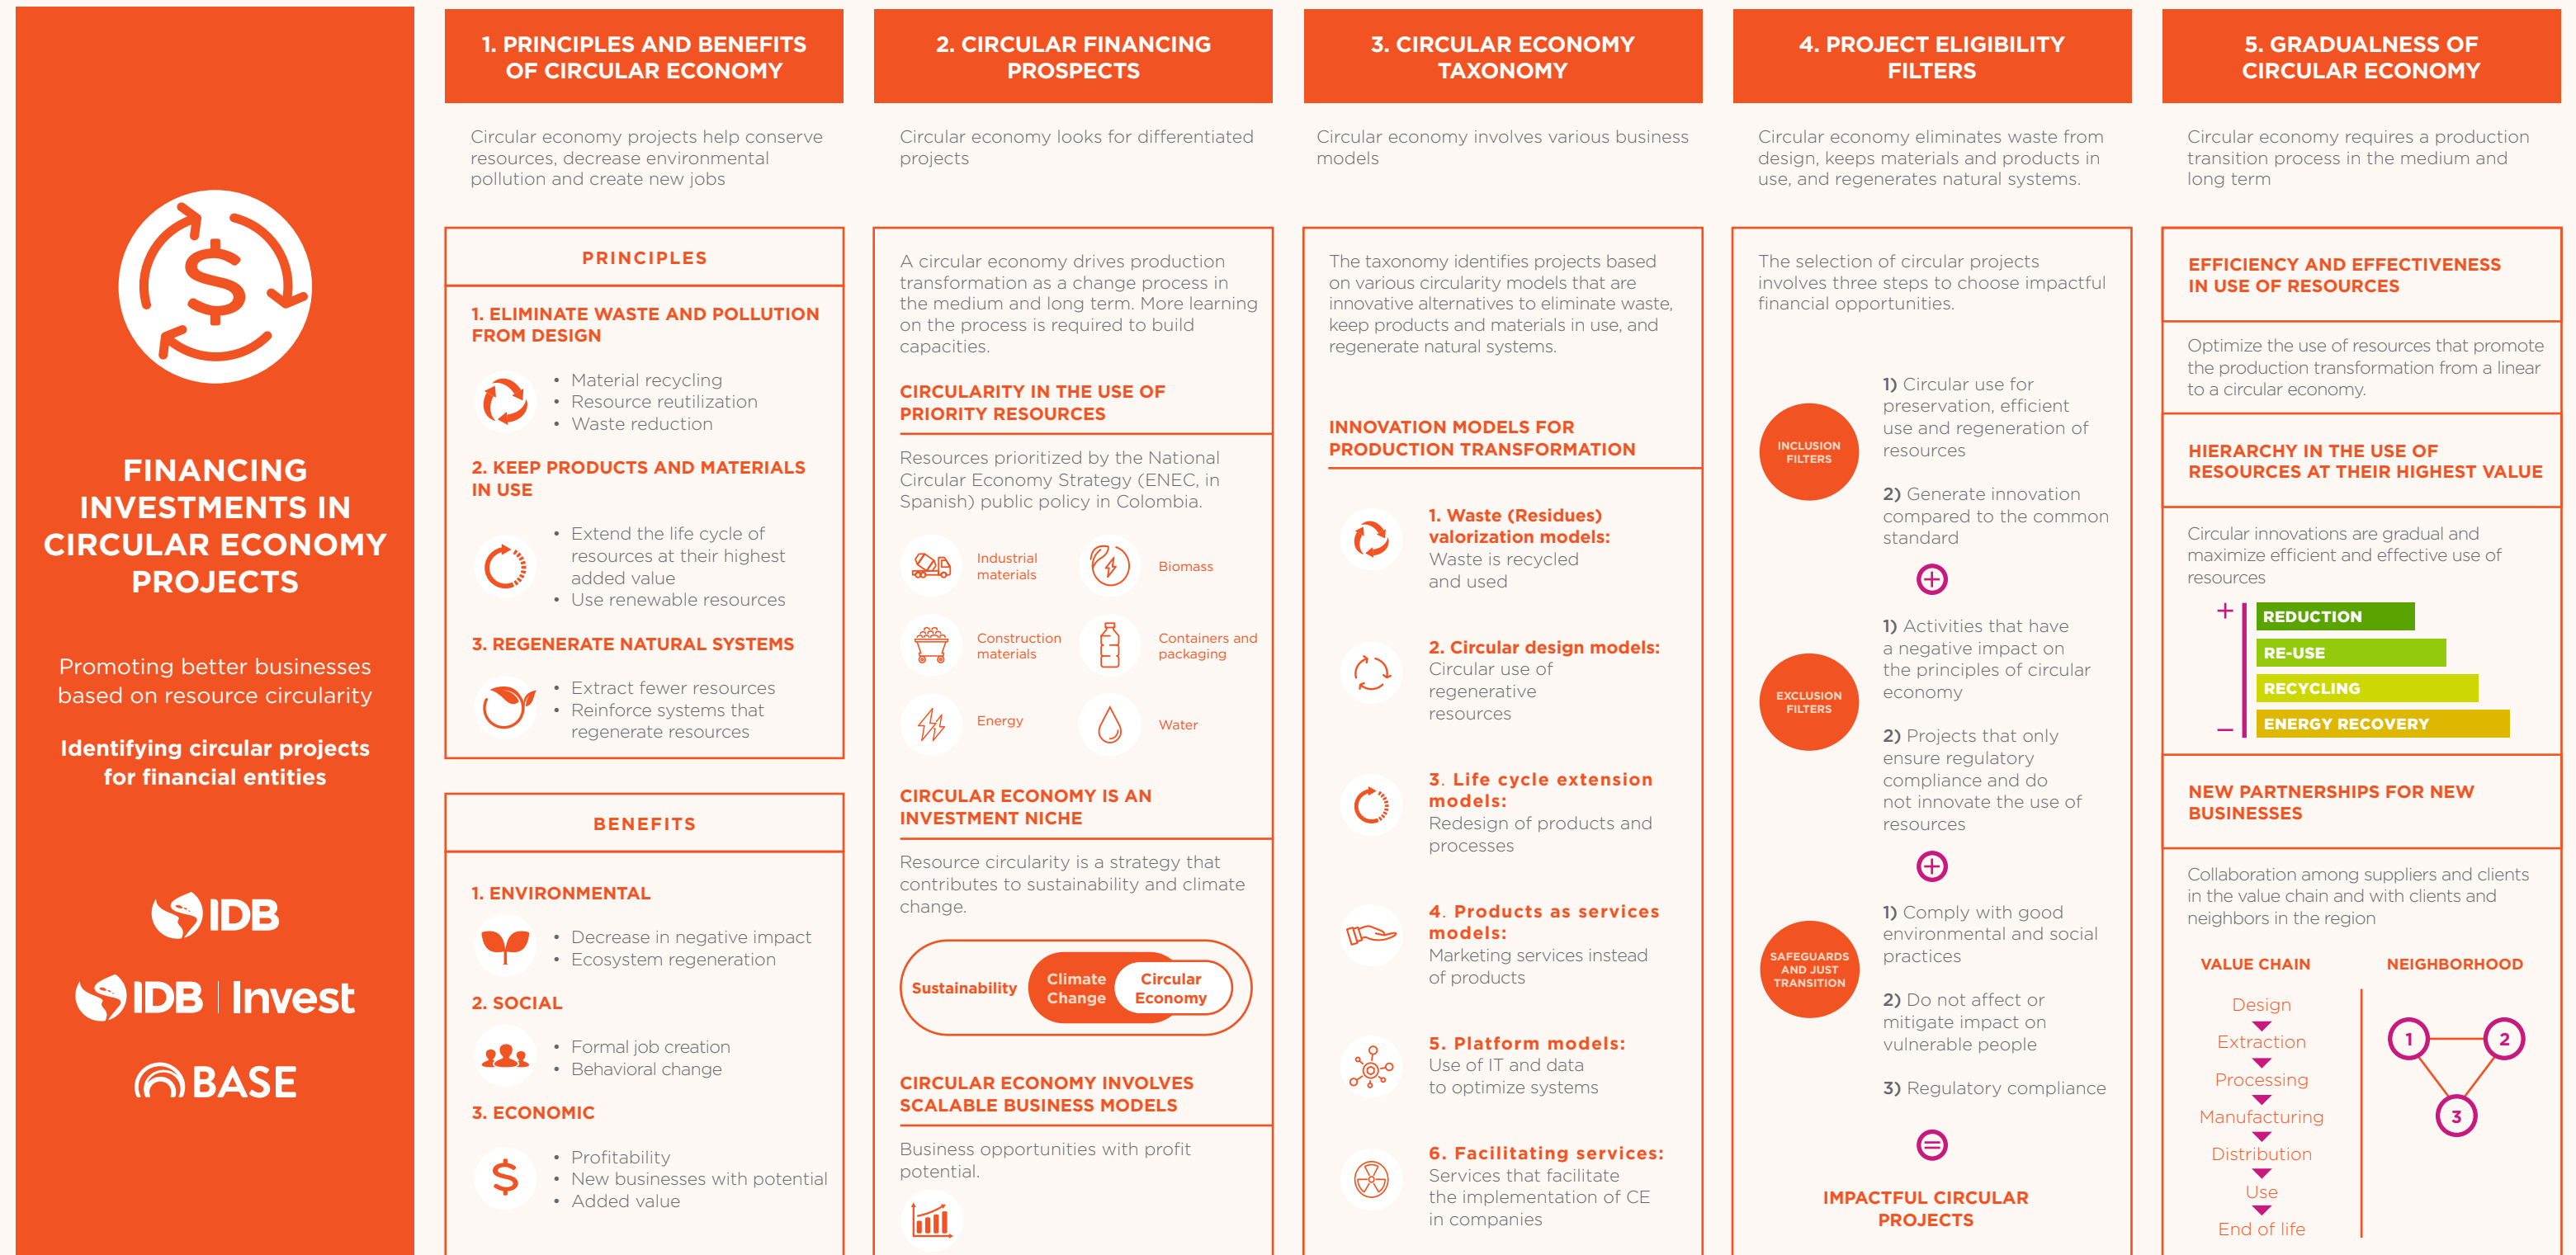 FINANCING
INVESTMENTS IN
CIRCULAR ECONOMY
PROJECTS
Promoting better businesses
based on resource circularity
Identifying circular projects
for financial entities
IDB
IDB | Invest
BASE
1. PRINCIPLES AND BENEFITS
OF CIRCULAR ECONOMY
Circular economy projects help conserve
resources, decrease environmental
pollution and create new jobs
PRINCIPLES
1. ELIMINATE WASTE AND POLLUTION
FROM DESIGN
• Material recycling
• Resource reutilization
• Waste reduction
2. KEEP PRODUCTS AND MATERIALS
IN USE
• Extend the life cycle of
resources at their highest
added value
• Use renewable resources
3. REGENERATE NATURAL SYSTEMS
• Extract fewer resources
• Reinforce systems that
regenerate resources
BENEFITS
1. ENVIRONMENTAL
• Decrease in negative impact
• Ecosystem regeneration
2. SOCIAL
• Formal job creation
• Behavioral change
3. ECONOMIC
$
• Profitability
• New businesses with potential
• Added value
2. CIRCULAR FINANCING
PROSPECTS
Circular economy looks for differentiated
projects
A circular economy drives production
transformation as a change process in
the medium and long term. More learning
on the process is required to build
capacities.
CIRCULARITY IN THE USE OF
PRIORITY RESOURCES
Resources prioritized by the National
Circular Economy Strategy (ENEC, in
Spanish) public policy in Colombia.
Industrial
materials
Biomass
Construction
materials
Containers and
packaging
Energy
Water
CIRCULAR ECONOMY IS AN
INVESTMENT NICHE
Resource circularity is a strategy that
contributes to sustainability and climate
change.
Sustainability
Climate
Change
Circular
Economy
CIRCULAR ECONOMY INVOLVES
SCALABLE BUSINESS MODELS
Business opportunities with profit
potential.
3. CIRCULAR ECONOMY
TAXONOMY
Circular economy involves various business
models
The taxonomy identifies projects based
on various circularity models that are
innovative alternatives to eliminate waste,
keep products and materials in use, and
regenerate natural systems.
INNOVATION MODELS FOR
PRODUCTION TRANSFORMATION
1. Waste (Residues)
valorization models:
Waste is recycled
and used
2. Circular design models:
Circular use of
regenerative
resources
3. Life cycle extension
models:
Redesign of products and
processes
4. Products as services
models:
Marketing services instead
of products
5. Platform models:
Use of IT and data
to optimize systems
6. Facilitating services:
Services that facilitate
the implementation of CE
in companies
4. PROJECT ELIGIBILITY
FILTERS
Circular economy eliminates waste from
design, keeps materials and products in
use, and regenerates natural systems.
The selection of circular projects
involves three steps to choose impactful
financial opportunities.
INCLUSION
FILTERS
1) Circular use for
preservation, efficient
use and regeneration of
resources
2) Generate innovation
compared to the common
standard
+
EXCLUSION
FILTERS
1) Activities that have
a negative impact on
the principles of circular
economy
2) Projects that only
ensure regulatory
compliance and do
not innovate the use of
resources
+
SAFEGUARDS
AND JUST
TRANSITION
1) Comply with good
environmental and social
practices
2) Do not affect or
mitigate impact on
vulnerable people
3) Regulatory compliance
=
IMPACTFUL CIRCULAR
PROJECTS
5. GRADUALNESS OF
CIRCULAR ECONOMY
Circular economy requires a production
transition process in the medium and
long term
EFFICIENCY AND EFFECTIVENESS
IN USE OF RESOURCES
Optimize the use of resources that promote
the production transformation from a linear
to a circular economy.
HIERARCHY IN THE USE OF
RESOURCES AT THEIR HIGHEST VALUE
Circular innovations are gradual and
maximize efficient and effective use of
resources
+
REDUCTION
RE-USE
RECYCLING
ENERGY RECOVERY
–
NEW PARTNERSHIPS FOR NEW
BUSINESSES
Collaboration among suppliers and clients
in the value chain and with clients and
neighbors in the region
VALUE CHAIN
Design
Extraction
Processing
Manufacturing
Distribution
Use
End of life
NEIGHBORHOOD
1
2
3